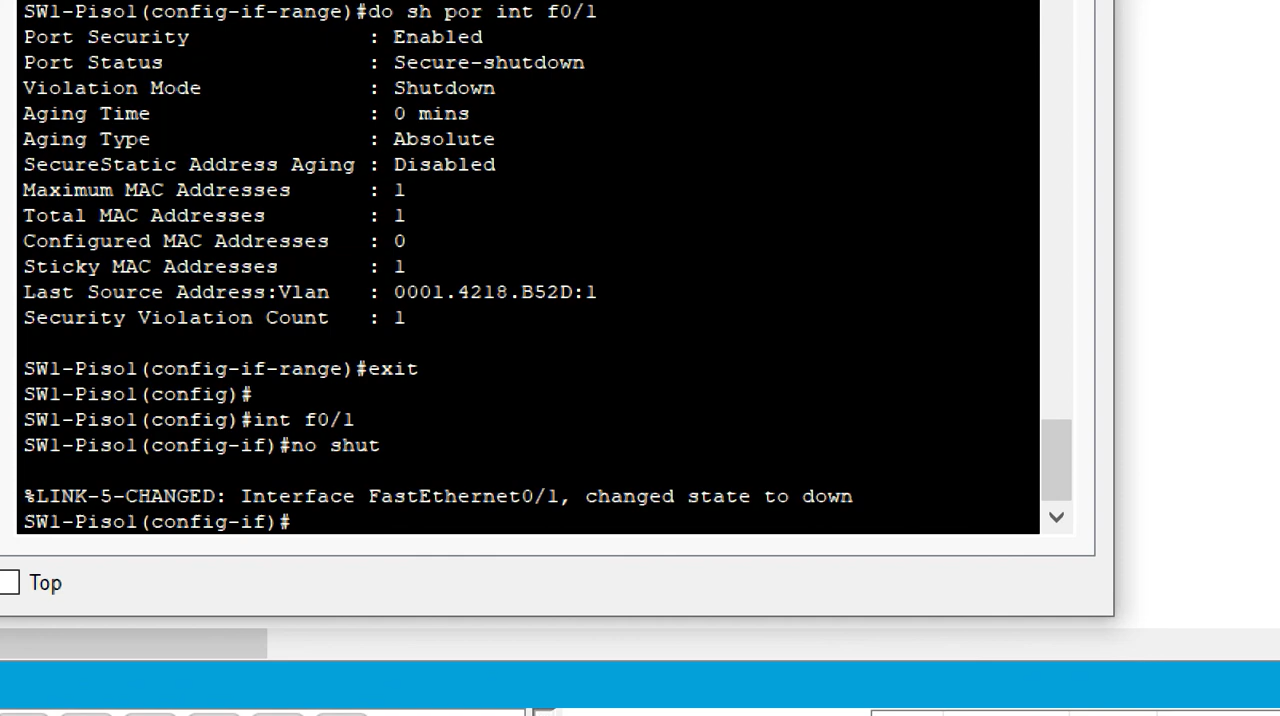 SW1-Pisol(config-if-range)#do sh por int f0/1
Port Security : Enabled
Port Status : Secure-shutdown
Violation Mode : Shutdown
Aging Time : 0 mins
Aging Type : Absolute
SecureStatic Address Aging : Disabled
Maximum MAC Addresses : 1
Total MAC Addresses : 1
Configured MAC Addresses : 0
Sticky MAC Addresses : 1
Last Source Address:Vlan : 0001.4218.B52D:1
Security Violation Count : 1
SW1-Pisol(config-if-range)#exit
SW1-Pisol(config)#
SW1-Pisol(config)#int f0/1
SW1-Pisol(config-if)#no shut
%LINK-5-CHANGED: Interface FastEthernet0/1, changed state to down
SW1-Pisol(config-if)#
Top